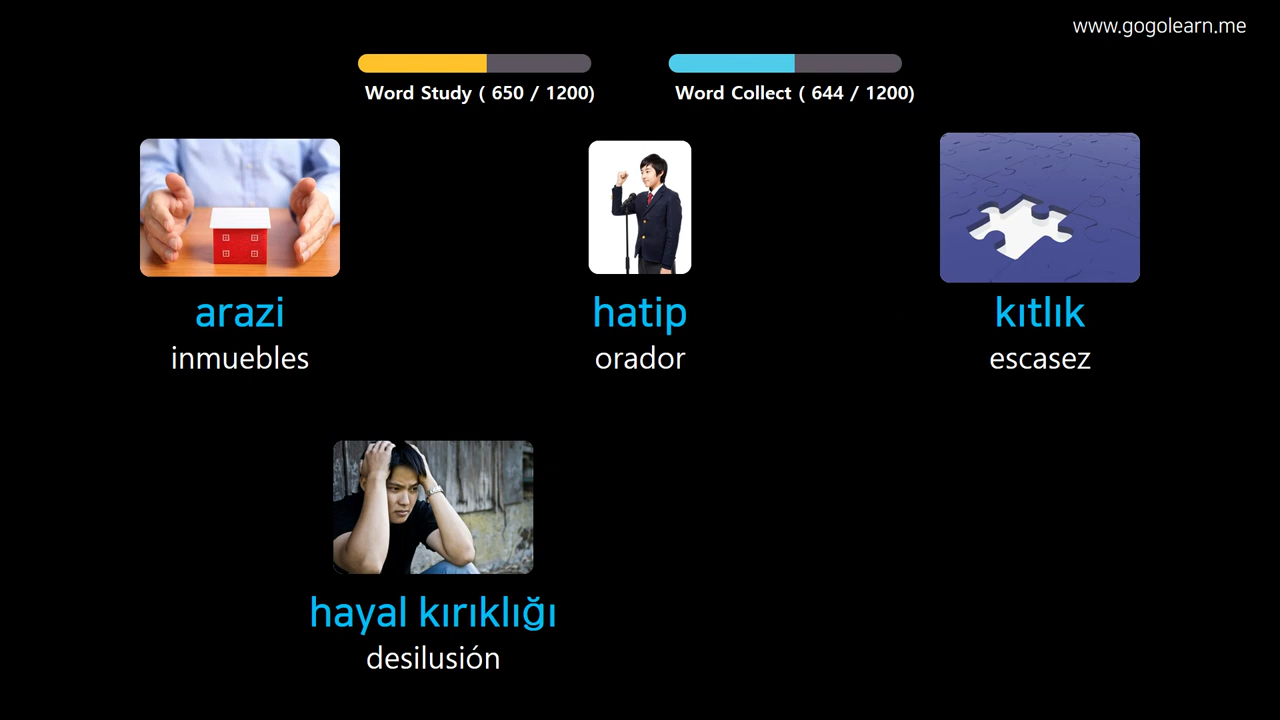 www.gogolearn.me
Word Study ( 650 / 1200)
Word Collect ( 644 / 1200)
arazi
inmuebles
hatip
orador
kıtlık
escasez
hayal kırıklığı
desilusión